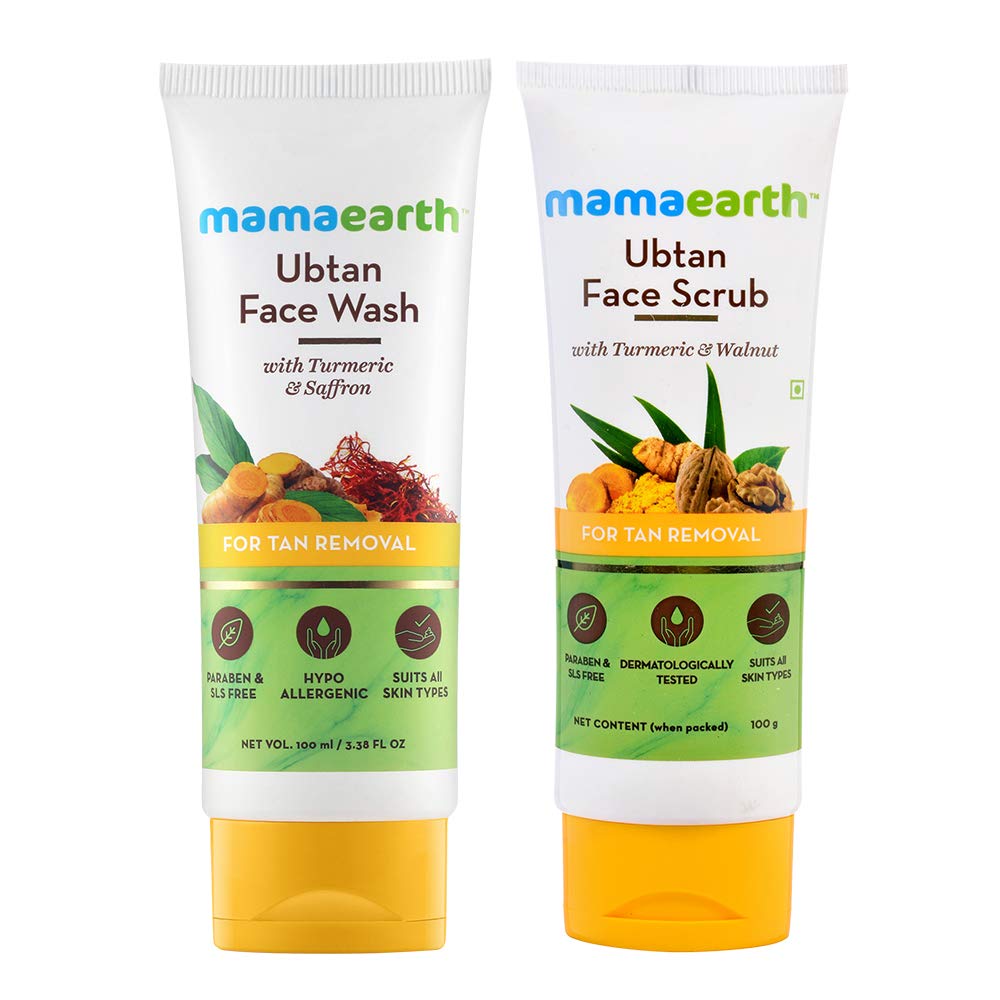 mamaearth™
Ubtan
Face Wash
with Turmeric
& Saffron
FOR TAN REMOVAL
PARABEN &
SLS FREE
HYPO
ALLERGENIC
SUITS All
SKIN TYPES
NET VOL. 100 ml / 3.38 FL OZ
mamaearth™
Ubtan
Face Scrub
with Turmeric & Walnut
FOR TAN REMOVAL
PARABEN &
SLS FREE
DERMATOLOGICALLY
TESTED
SUITS All
SKIN TYPES
NET CONTENT (when packed) 100 g